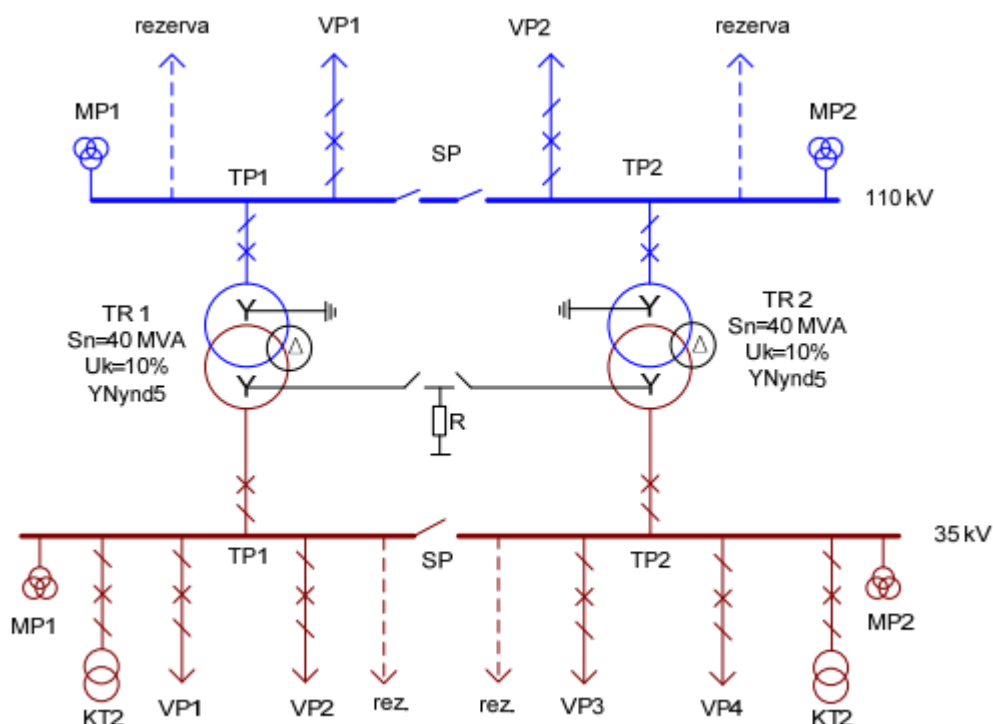 rezerva
VP1
VP2
rezerva
MP1
MP2
SP
TP1
TP2
110 kV
TR 1
Sn=40 MVA
Uk=10%
YNynd5
Y
Δ
Y
TR 2
Sn=40 MVA
Uk=10%
YNynd5
Y
Δ
Y
R
35 kV
TP1
SP
TP2
MP1
MP2
KT2
VP1
VP2
rez.
rez.
VP3
VP4
KT2